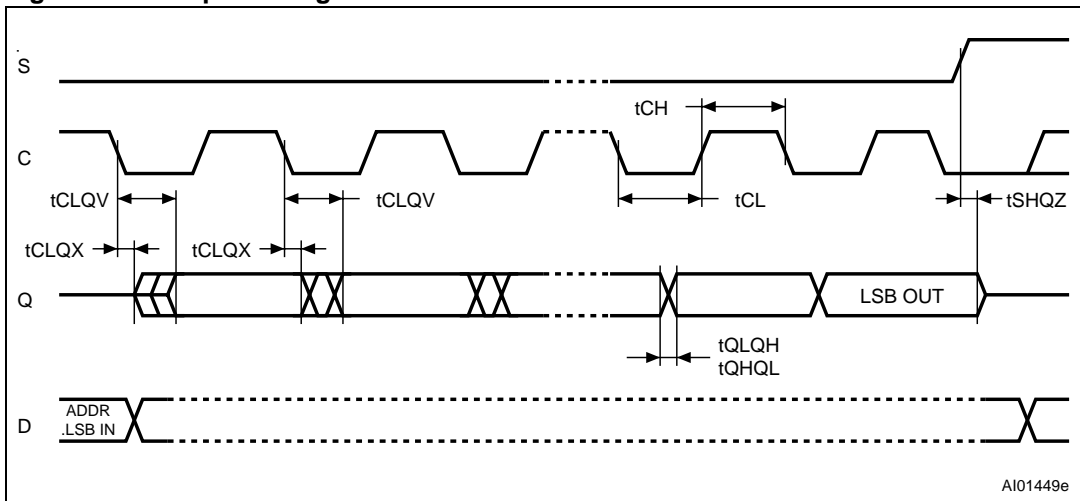 S
tCH
C
tCLQV
tCLQV
tCL
tSHQZ
tCLQX
tCLQX
Q
LSB OUT
tQLQH
tQHQL
ADDR
.LSB IN
D
AI01449e